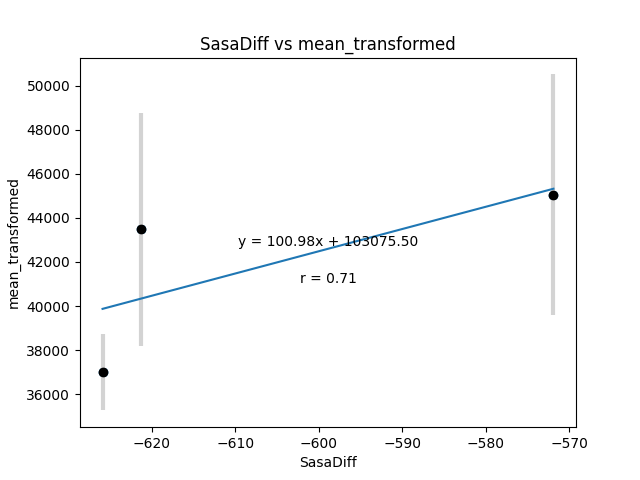 SasaDiff vs mean_transformed
50000
48000
46000
44000
42000
40000
38000
36000
mean_transformed
y = 100.98x + 103075.50
r = 0.71
−620
−610
−600
−590
−580
−570
SasaDiff